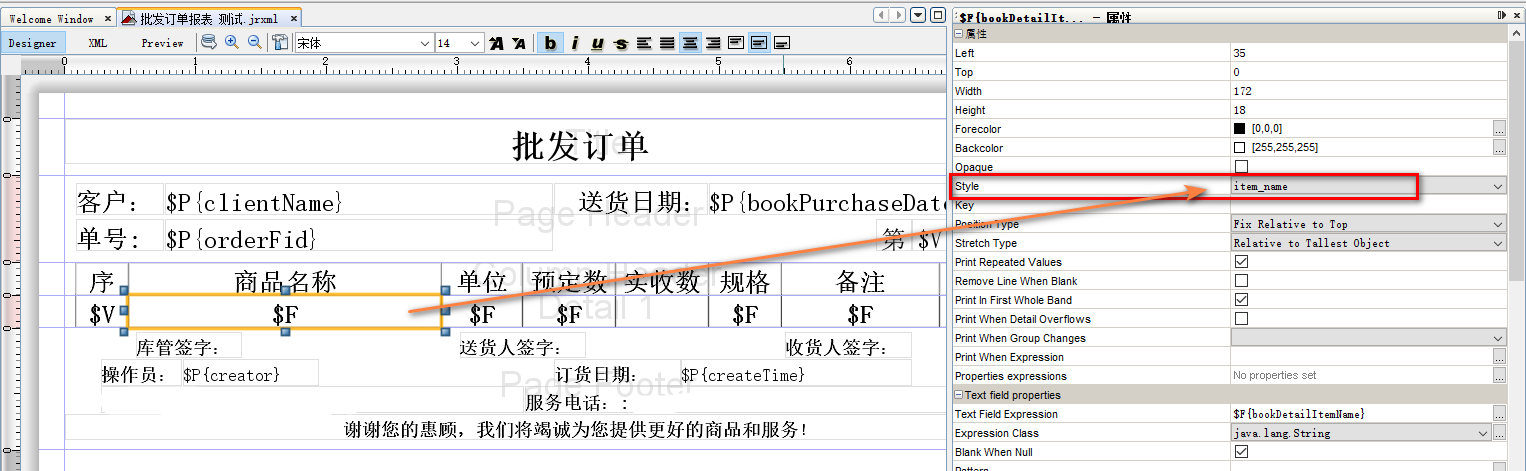 Welcome Window × 批发订单报表 测试.jrxml ×
Designer XML Preview 宋体 14 A A b i u S
0 1 2 3 4 5 6
Title
批发订单
Page Header
客户: $P{clientName} 送货日期: $P{bookPurchaseDate
单号: $P{orderFid} 第 $V
Column Header
序 商品名称 单位 预定数 实收数 规格 备注
Detail 1
$V $F $F $F $F $F
库管签字: 送货人签字: 收货人签字:
Page Footer
操作员: $P{creator} 订货日期: $P{createTime}
服务电话: :
谢谢您的惠顾,我们将竭诚为您提供更好的商品和服务!
$P{bookDetailIt... - 属性
属性
Left 35
Top 0
Width 172
Height 18
Forecolor [0,0,0] ...
Backcolor [255,255,255] ...
Opaque
Style item_name
Key
Position Type Fix Relative to Top
Stretch Type Relative to Tallest Object
Print Repeated Values
Remove Line When Blank
Print In First Whole Band
Print When Detail Overflows
Print When Group Changes
Print When Expression ...
Properties expressions No properties set ...
Text field properties
Text Field Expression $F{bookDetailItemName} ...
Expression Class java.lang.String ...
Blank When Null
Pattern